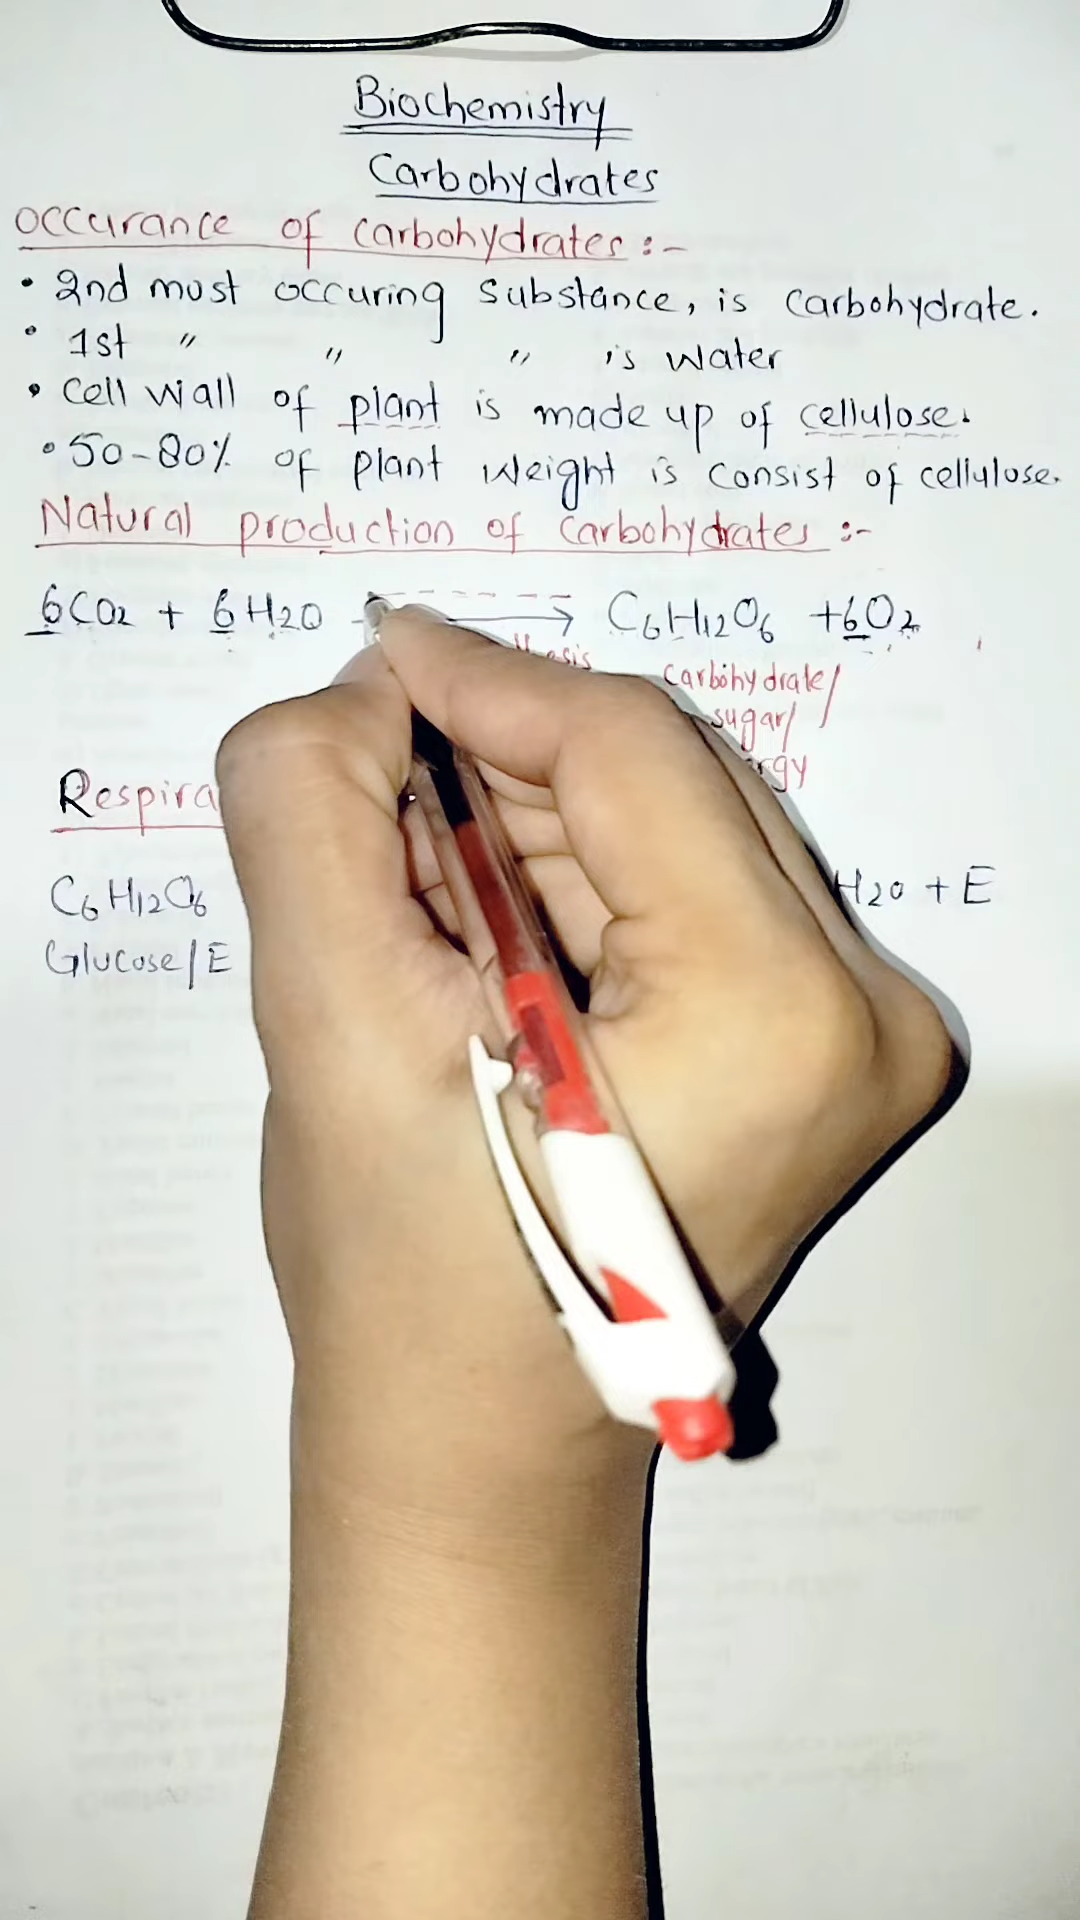 Biochemistry
Carbohydrates
Occurance of carbohydrates :-
• 2nd most occuring substance, is carbohydrate.
• 1st " " " is water
• Cell wall of plant is made up of cellulose.
• 50-80% of plant weight is consist of cellulose.
Natural production of Carbohydrates :-
6CO2 + 6H2O → C6H12O6 + 6O2
carbohydrate/
sugar/
C6H12O6 H2O + E
Glucose/E